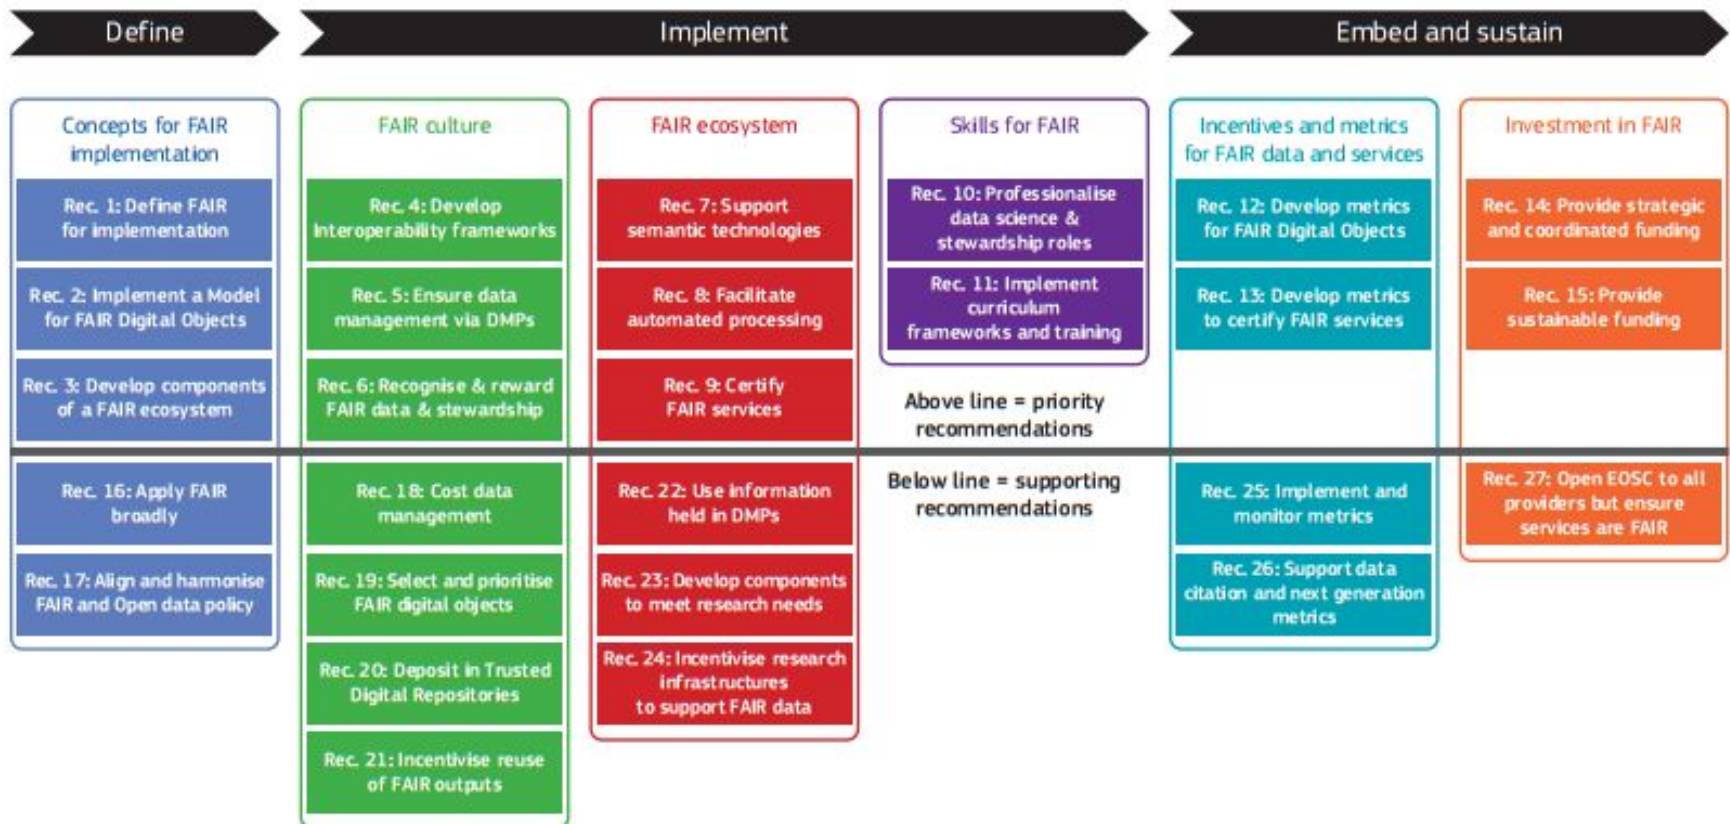 Define
Implement
Embed and sustain
Concepts for FAIR
implementation
Rec. 1: Define FAIR
for implementation
Rec. 2: Implement a Model
for FAIR Digital Objects
Rec. 3: Develop components
of a FAIR ecosystem
Rec. 16: Apply FAIR
broadly
Rec. 17: Align and harmonise
FAIR and Open data policy
FAIR culture
Rec. 4: Develop
Interoperability frameworks
Rec. 5: Ensure data
management via DMPs
Rec. 6: Recognise & reward
FAIR data & stewardship
Rec. 18: Cost data
management
Rec. 19: Select and prioritise
FAIR digital objects
Rec. 20: Deposit in Trusted
Digital Repositories
Rec. 21: Incentivise reuse
of FAIR outputs
FAIR ecosystem
Rec. 7: Support
semantic technologies
Rec. 8: Facilitate
automated processing
Rec. 9: Certify
FAIR services
Rec. 22: Use information
held in DMPs
Rec. 23: Develop components
to meet research needs
Rec. 24: Incentivise research
infrastructures
to support FAIR data
Skills for FAIR
Rec. 10: Professionalise
data science &
stewardship roles
Rec. 11: Implement
curriculum
frameworks and training
Above line = priority
recommendations
Below line = supporting
recommendations
Incentives and metrics
for FAIR data and services
Rec. 12: Develop metrics
for FAIR Digital Objects
Rec. 13: Develop metrics
to certify FAIR services
Rec. 25: Implement and
monitor metrics
Rec. 26: Support data
citation and next generation
metrics
Investment in FAIR
Rec. 14: Provide strategic
and coordinated funding
Rec. 15: Provide
sustainable funding
Rec. 27: Open EOSC to all
providers but ensure
services are FAIR